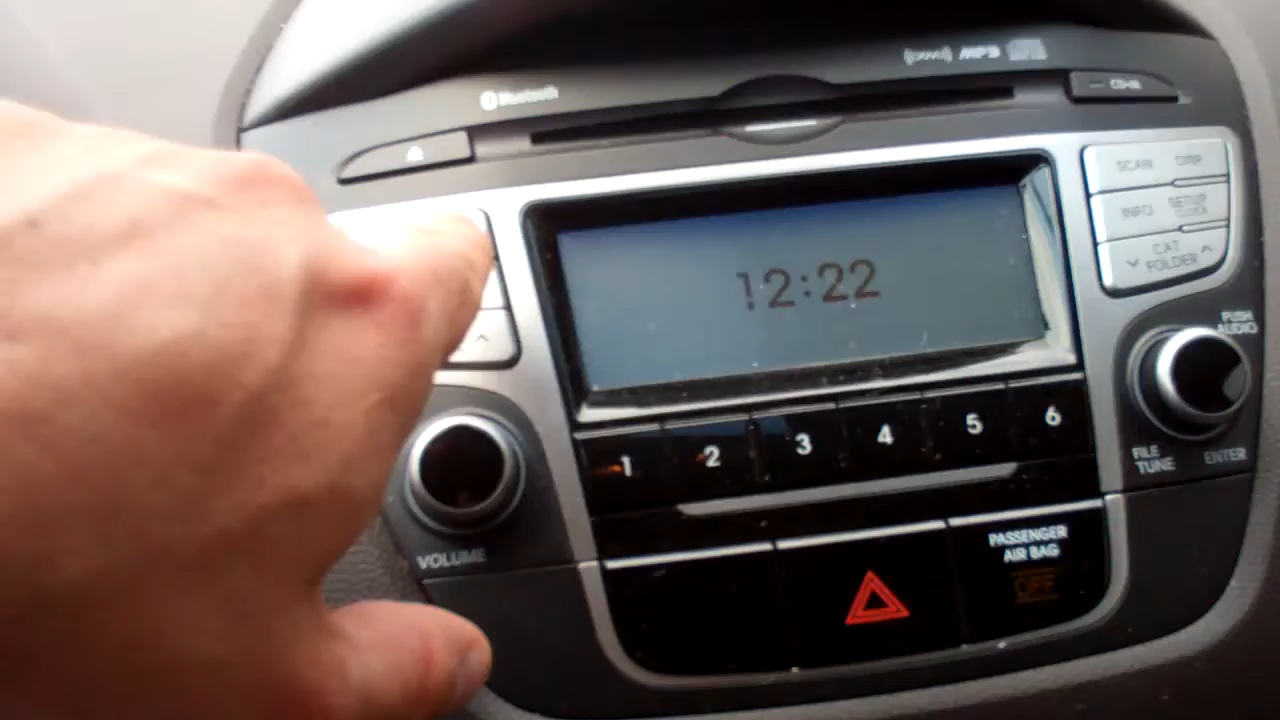 Bluetooth
MP3
CD-IN
SCAN
DISP
INFO
SETUP
CLOCK
CAT
FOLDER
12:22
PUSH
AUDIO
1 2 3 4 5 6
FILE
TUNE
ENTER
VOLUME
PASSENGER
AIR BAG
OFF